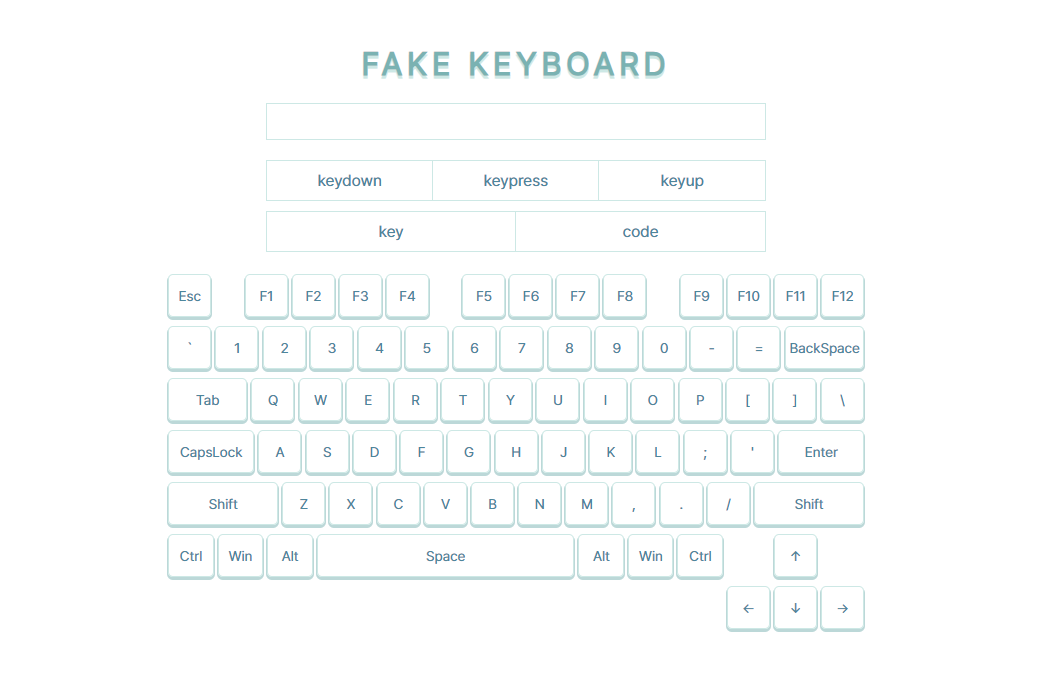 FAKE KEYBOARD
keydown keypress keyup
key code
Esc F1 F2 F3 F4 F5 F6 F7 F8 F9 F10 F11 F12
` 1 2 3 4 5 6 7 8 9 0 - = BackSpace
Tab Q W E R T Y U I O P [ ] \
CapsLock A S D F G H J K L ; ' Enter
Shift Z X C V B N M , . / Shift
Ctrl Win Alt Space Alt Win Ctrl ↑
← ↓ →